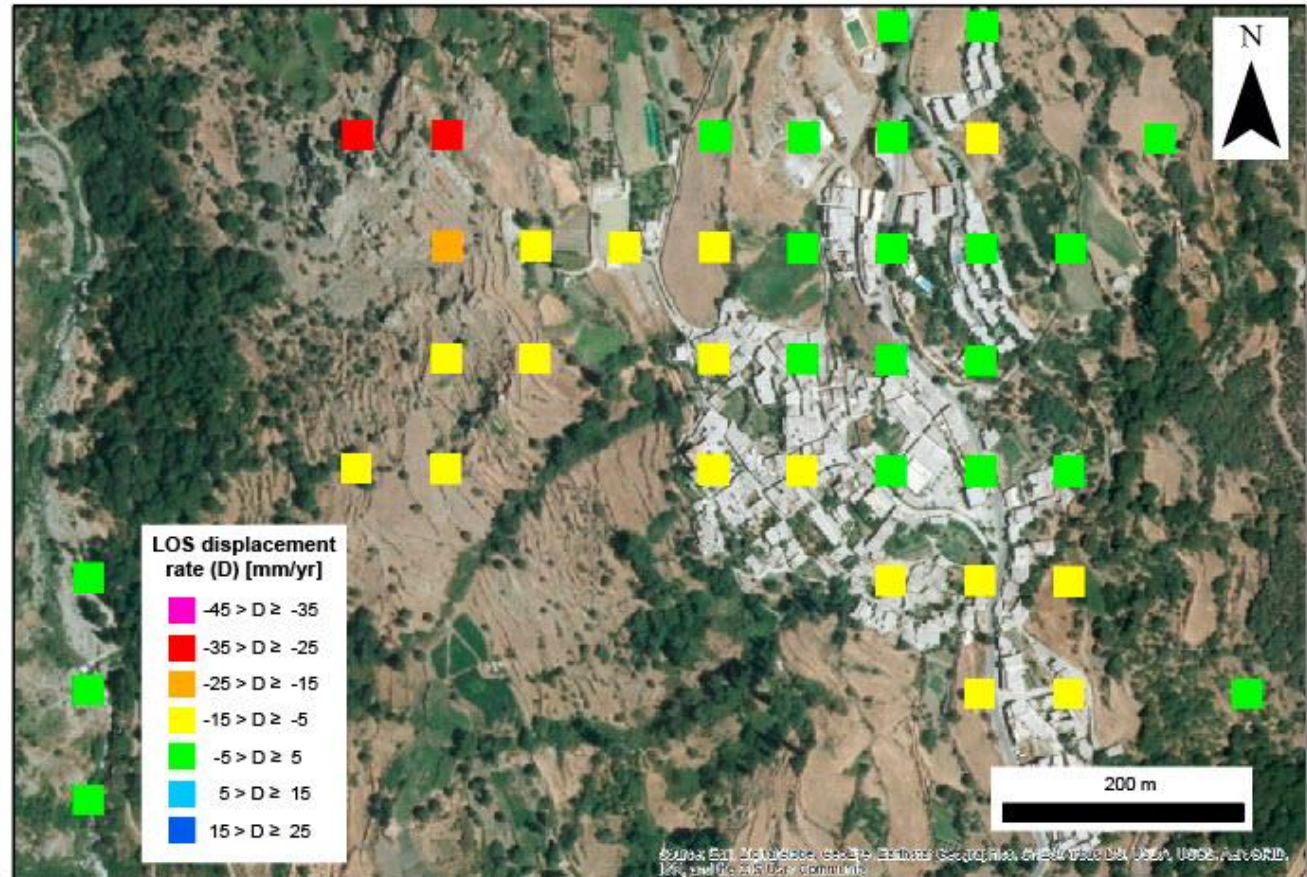 N
LOS displacement
rate (D) [mm/yr]
-45 > D ≥ -35
-35 > D ≥ -25
-25 > D ≥ -15
-15 > D ≥ -5
-5 > D ≥ 5
5 > D ≥ 15
15 > D ≥ 25
200 m